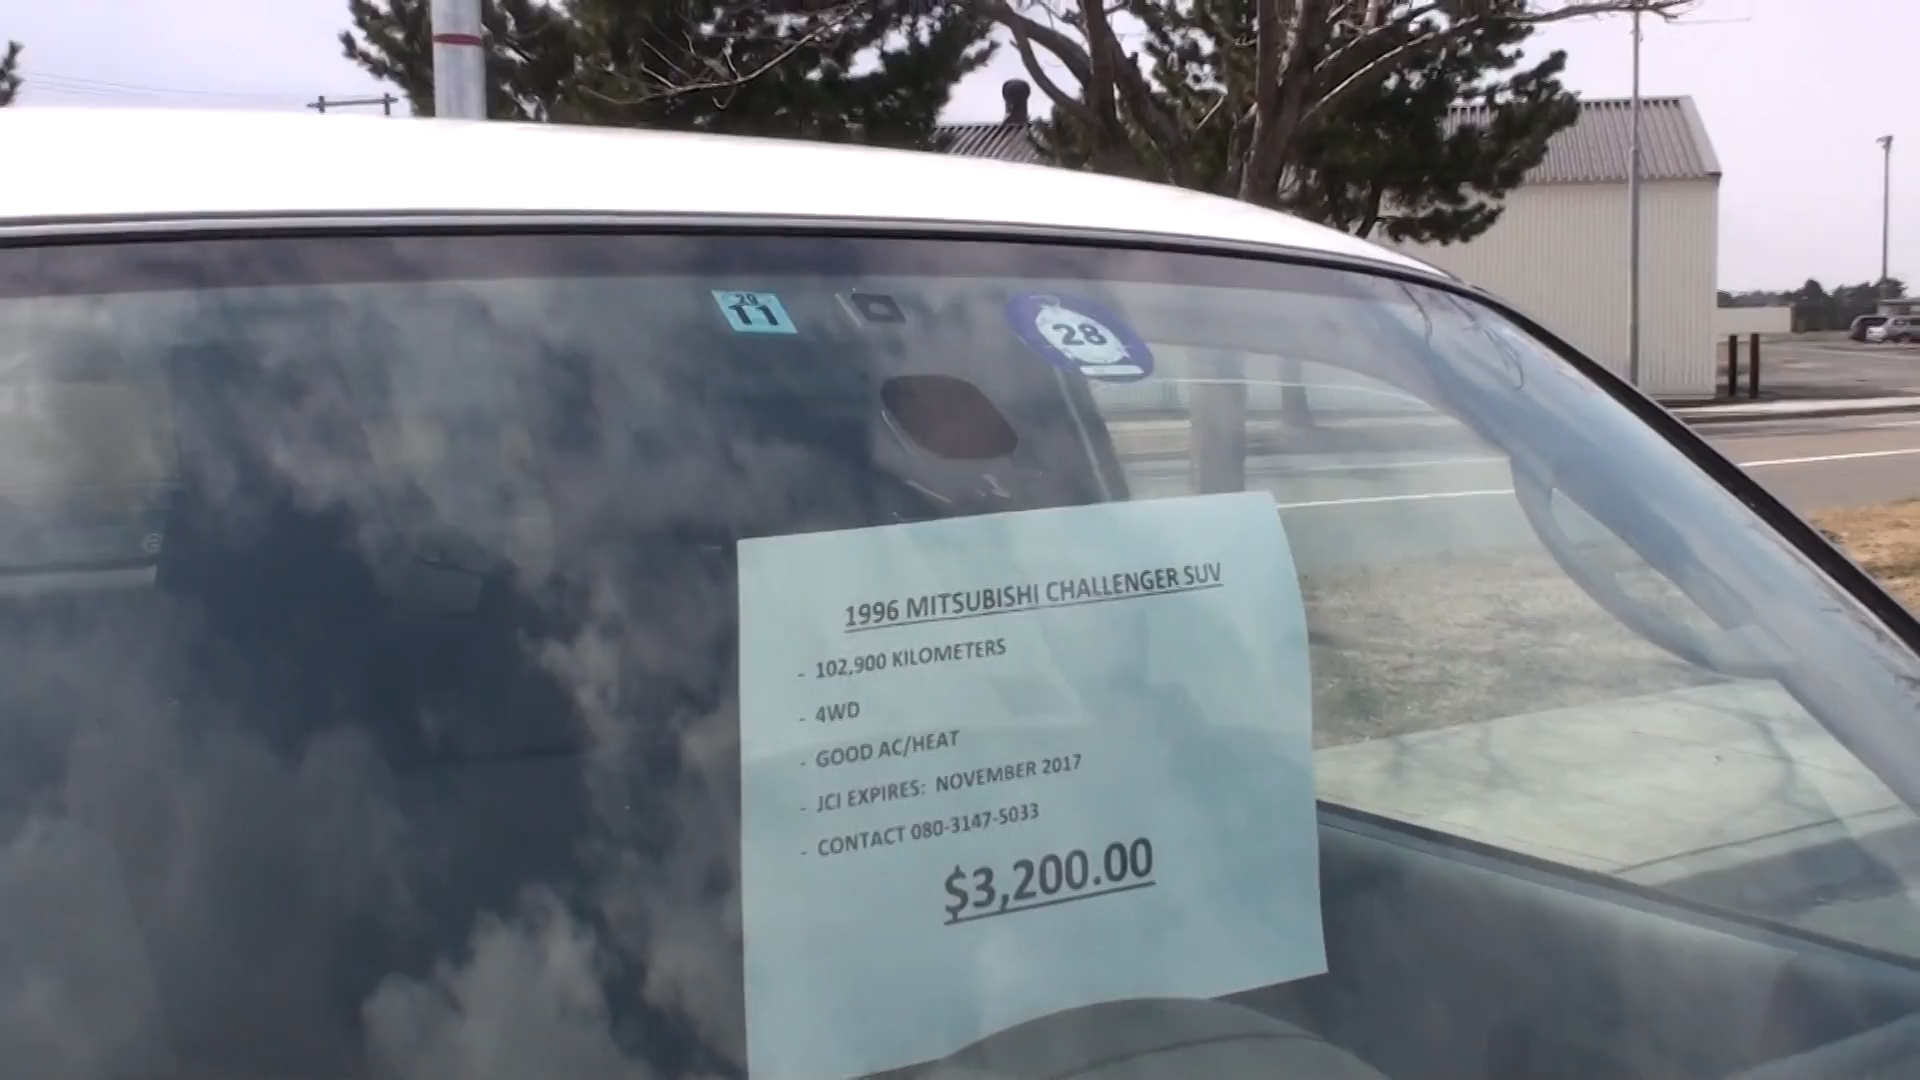 29
11
28
1996 MITSUBISHI CHALLENGER SUV
- 102,900 KILOMETERS
- 4WD
- GOOD AC/HEAT
- JCI EXPIRES: NOVEMBER 2017
- CONTACT 080-3147-5033
$3,200.00